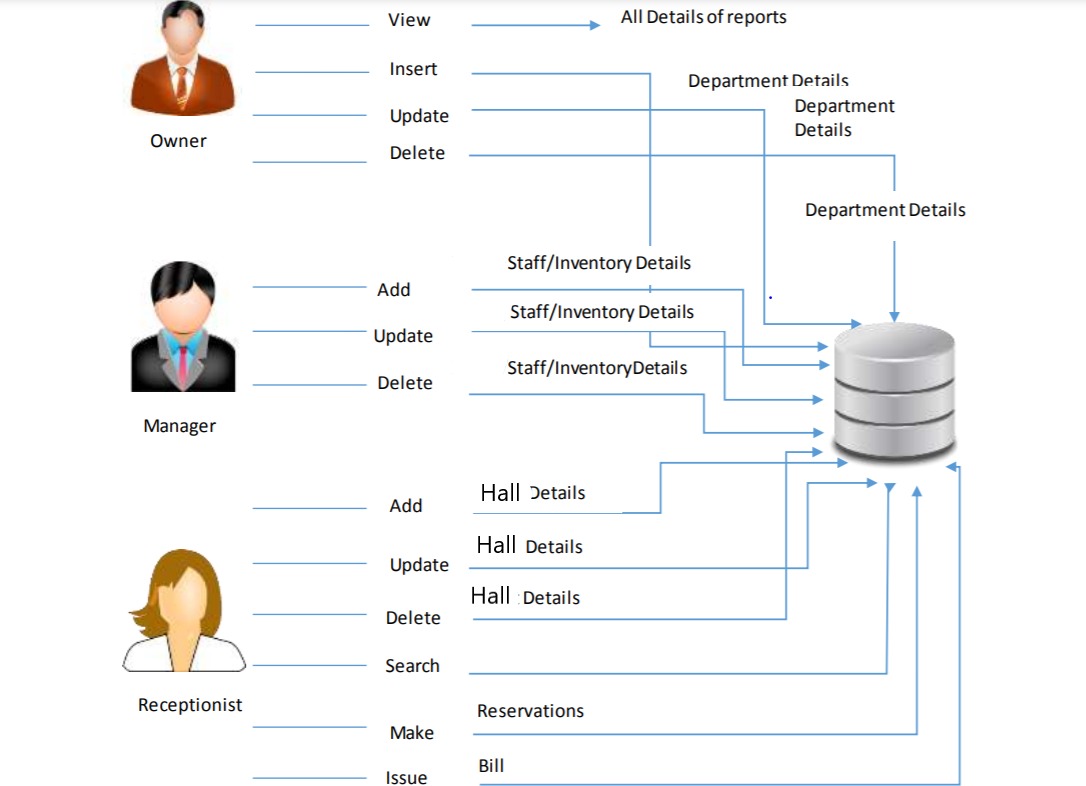 View
All Details of reports
Insert
Department Details
Update
Department
Details
Owner
Delete
Department Details
Staff/Inventory Details
Add
Staff/Inventory Details
Update
Staff/InventoryDetails
Delete
Manager
Hall Details
Add
Hall Details
Update
Hall Details
Delete
Search
Receptionist
Reservations
Make
Bill
Issue